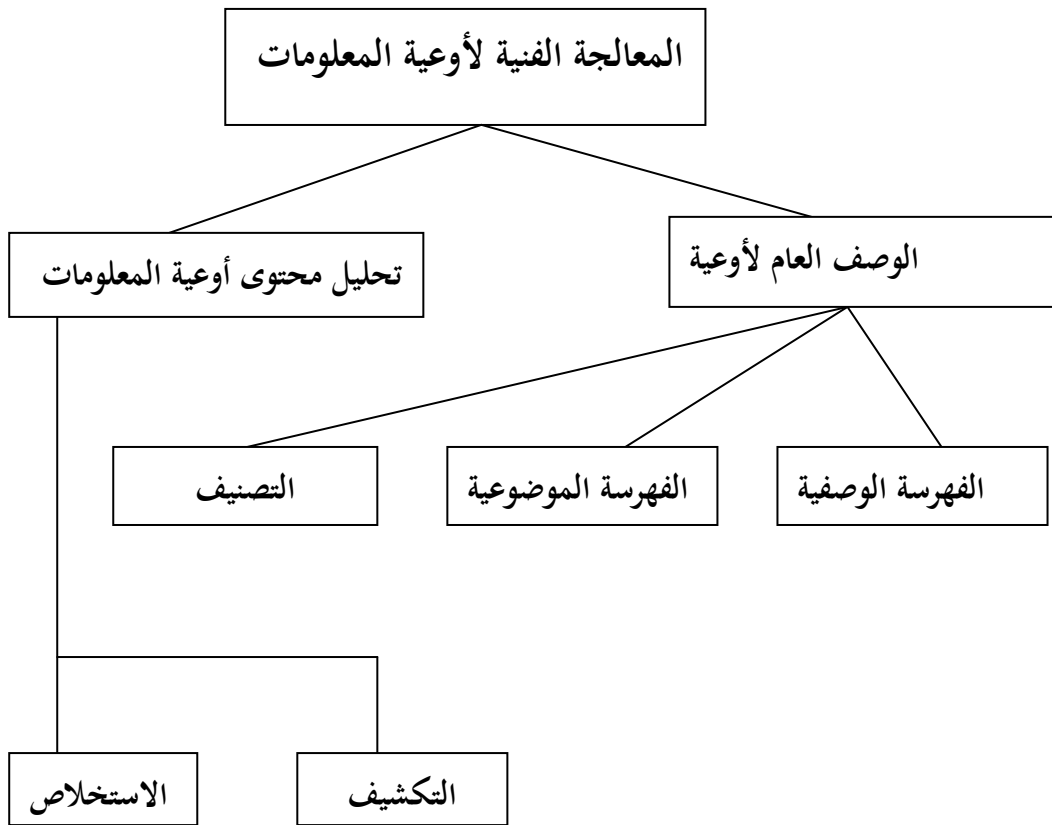 المعالجة الفنية لأوعية المعلومات
الوصف العام لأوعية
تحليل محتوى أوعية المعلومات
الفهرسة الوصفية
الفهرسة الموضوعية
التصنيف
التكشيف
الاستخلاص